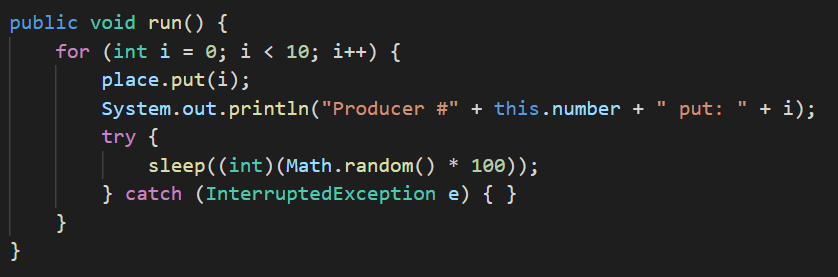 public void run() {
    for (int i = 0; i < 10; i++) {
        place.put(i);
        System.out.println("Producer #" + this.number + " put: " + i);
        try {
            sleep((int)(Math.random() * 100));
        } catch (InterruptedException e) { }
    }
}